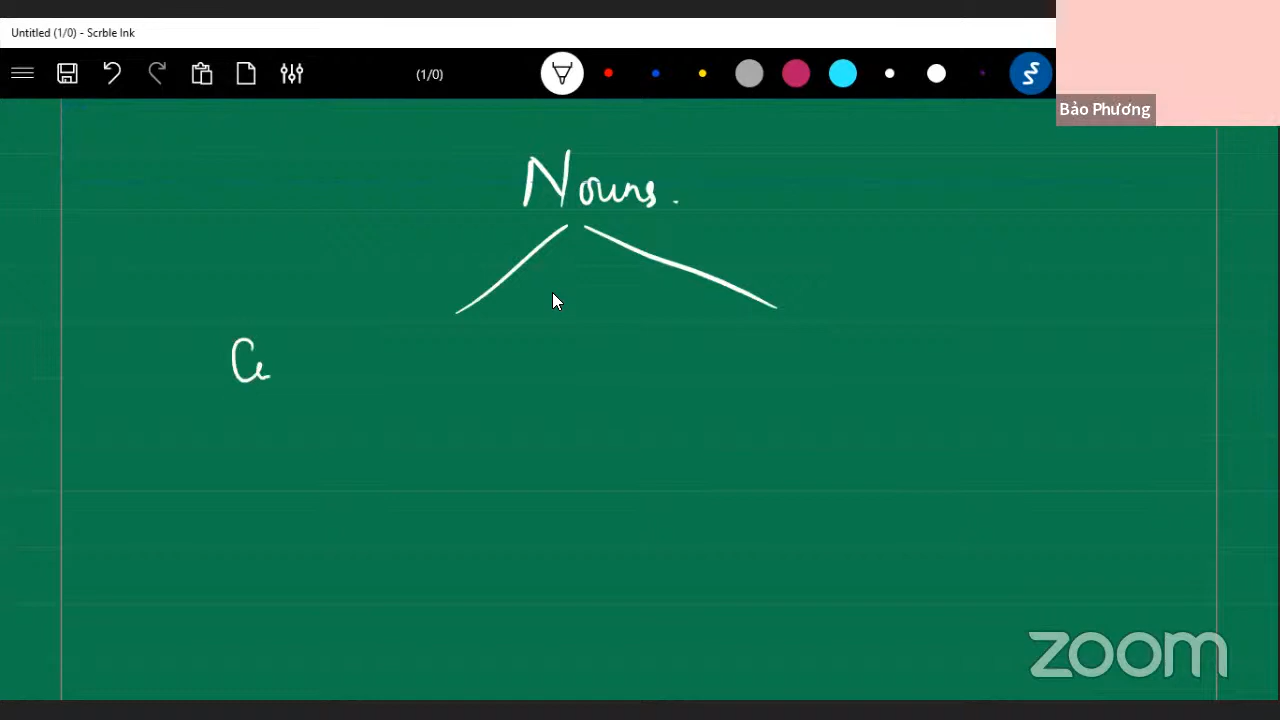 Untitled (1/0) - Scrble Ink
(1/0)
Bảo Phương
Nouns.
zoom